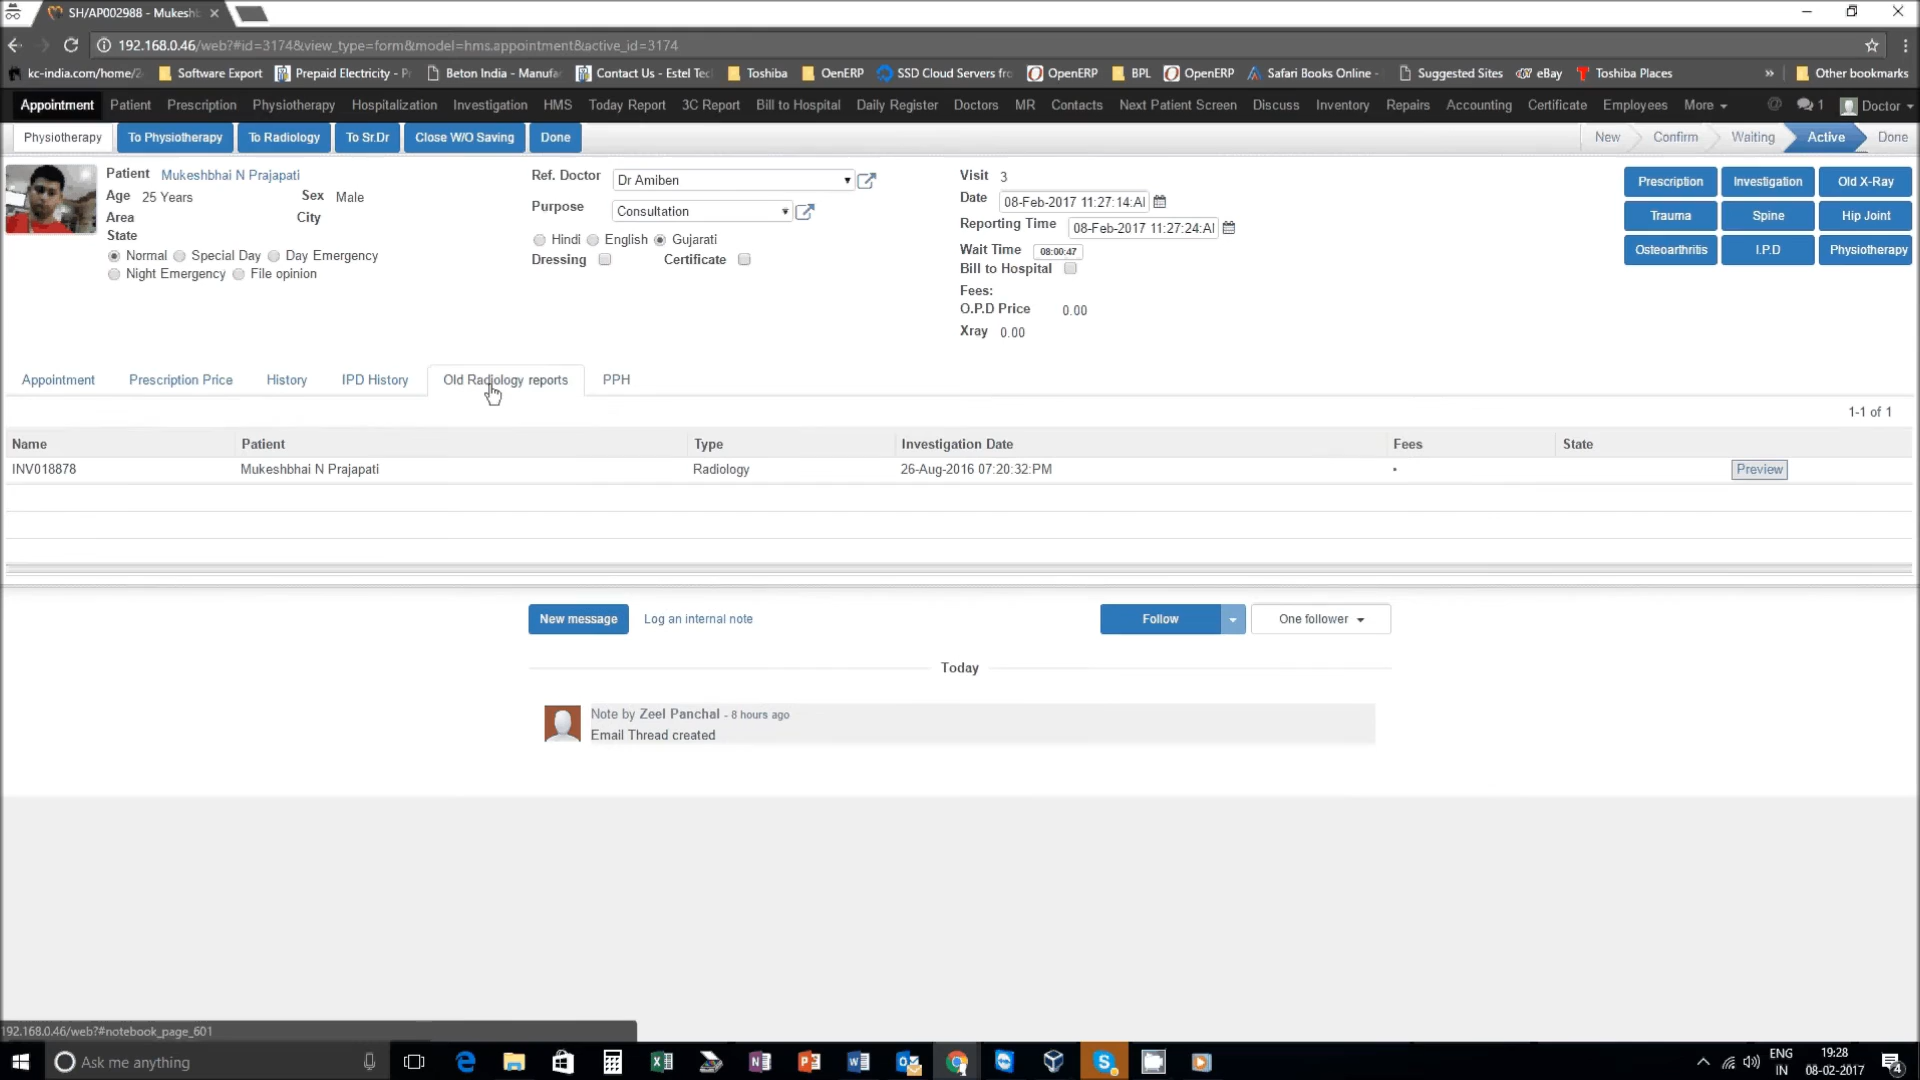 SH/AP002988 - Mukeshb
192.168.0.46/web?#id=3174&view_type=form&model=hms.appointment&active_id=3174
kc-india.com/home/2 Software Export Prepaid Electricity - P Beton India - Manufa Contact Us - Estel Tec Toshiba OenERP SSD Cloud Servers fro OpenERP BPL OpenERP Safari Books Online - Suggested Sites eBay Toshiba Places » Other bookmarks
Appointment Patient Prescription Physiotherapy Hospitalization Investigation HMS Today Report 3C Report Bill to Hospital Daily Register Doctors MR Contacts Next Patient Screen Discuss Inventory Repairs Accounting Certificate Employees More @ 1 Doctor
Physiotherapy To Physiotherapy To Radiology To Sr.Dr Close W/O Saving Done New Confirm Waiting Active Done
Patient Mukeshbhai N Prajapati
Age 25 Years Sex Male
Area City
State
Normal Special Day Day Emergency
Night Emergency File opinion
Ref. Doctor Dr Amiben
Purpose Consultation
Hindi English Gujarati
Dressing Certificate
Visit 3
Date 08-Feb-2017 11:27:14:AI
Reporting Time 08-Feb-2017 11:27:24:AI
Wait Time 08:00:47
Bill to Hospital
Fees:
O.P.D Price 0.00
Xray 0.00
Prescription Investigation Old X-Ray
Trauma Spine Hip Joint
Osteoarthritis I.P.D Physiotherapy
Appointment Prescription Price History IPD History Old Radiology reports PPH
1-1 of 1
Name Patient Type Investigation Date Fees State
INV018878 Mukeshbhai N Prajapati Radiology 26-Aug-2016 07:20:32:PM Preview
New message Log an internal note Follow One follower
Today
Note by Zeel Panchal - 8 hours ago
Email Thread created
192.168.0.46/web?#notebook_page_601
Ask me anything
ENG
IN
19:28
08-02-2017
4